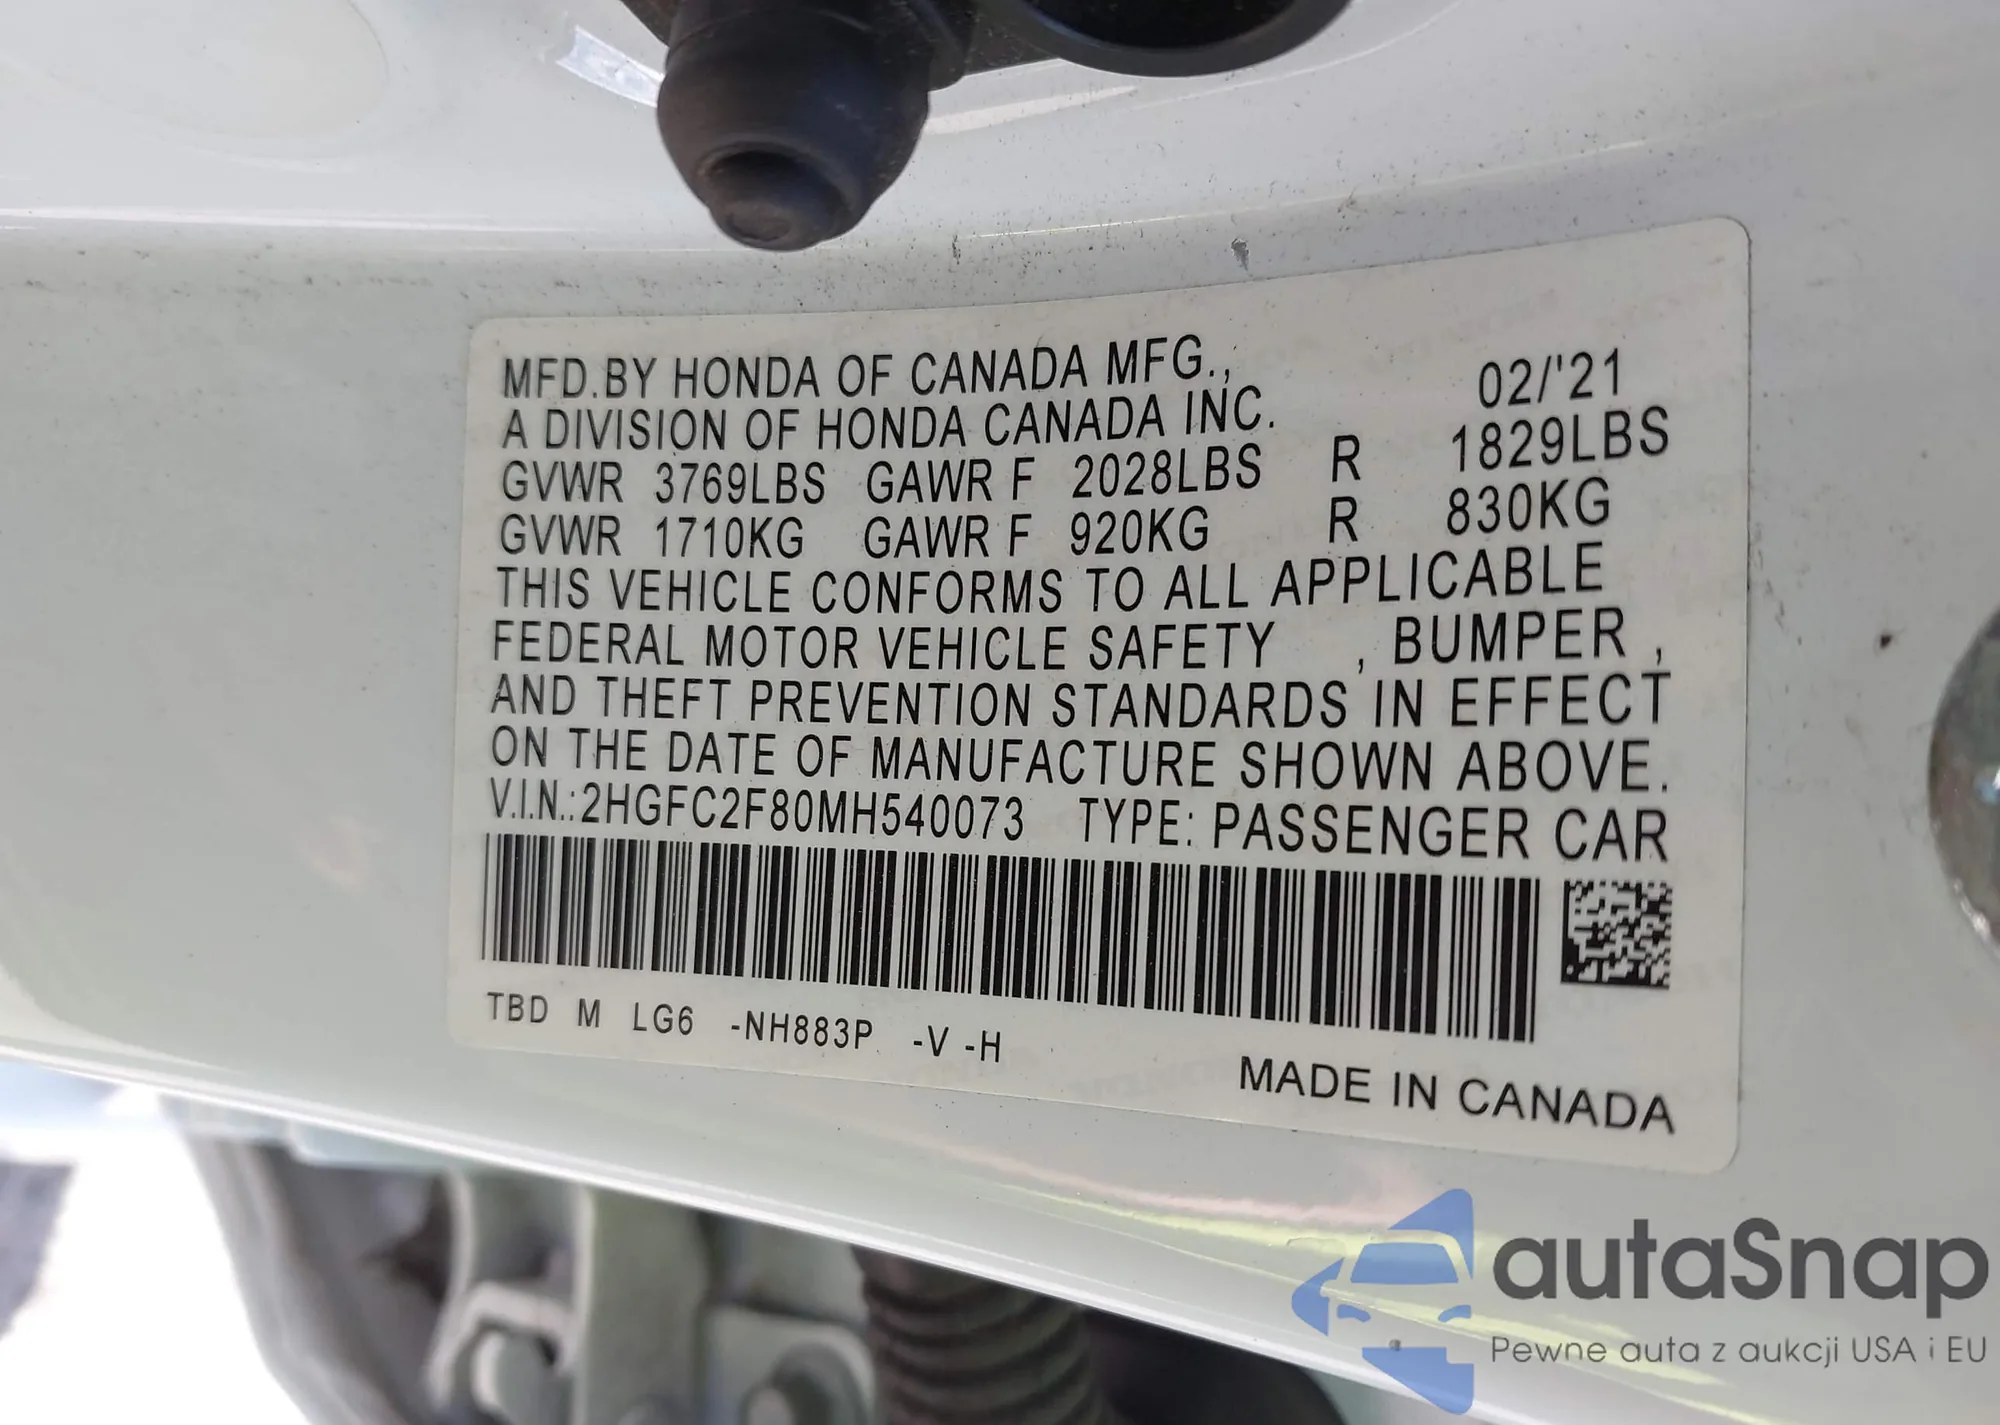 MFD.BY HONDA OF CANADA MFG., 02/'21
A DIVISION OF HONDA CANADA INC.
GVWR 3769LBS GAWR F 2028LBS R 1829LBS
GVWR 1710KG GAWR F 920KG R 830KG
THIS VEHICLE CONFORMS TO ALL APPLICABLE
FEDERAL MOTOR VEHICLE SAFETY , BUMPER ,
AND THEFT PREVENTION STANDARDS IN EFFECT
ON THE DATE OF MANUFACTURE SHOWN ABOVE.
V.I.N.:2HGFC2F80MH540073 TYPE: PASSENGER CAR
TBD M LG6 -NH883P -V -H
MADE IN CANADA
autaSnap
Pewne auta z aukcji USA i EU